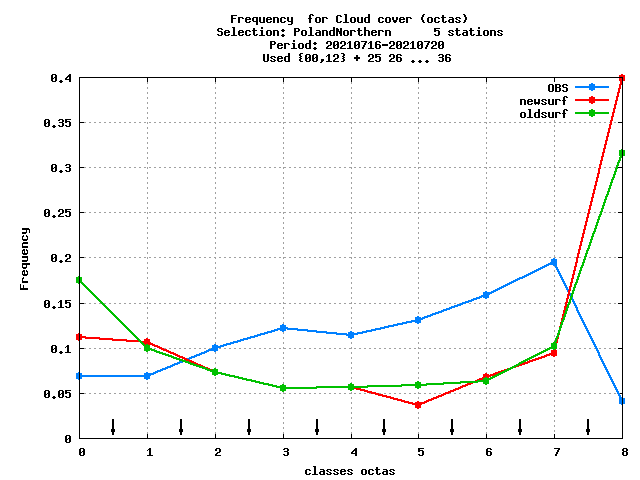 Frequency for Cloud cover (octas)
Selection: PolandNorthern 5 stations
Period: 20210716-20210720
Used {00,12} + 25 26 ... 36
OBS
newsurf
oldsurf
0.4
0.35
0.3
0.25
0.2
0.15
0.1
0.05
0
Frequency
0 1 2 3 4 5 6 7 8
classes octas